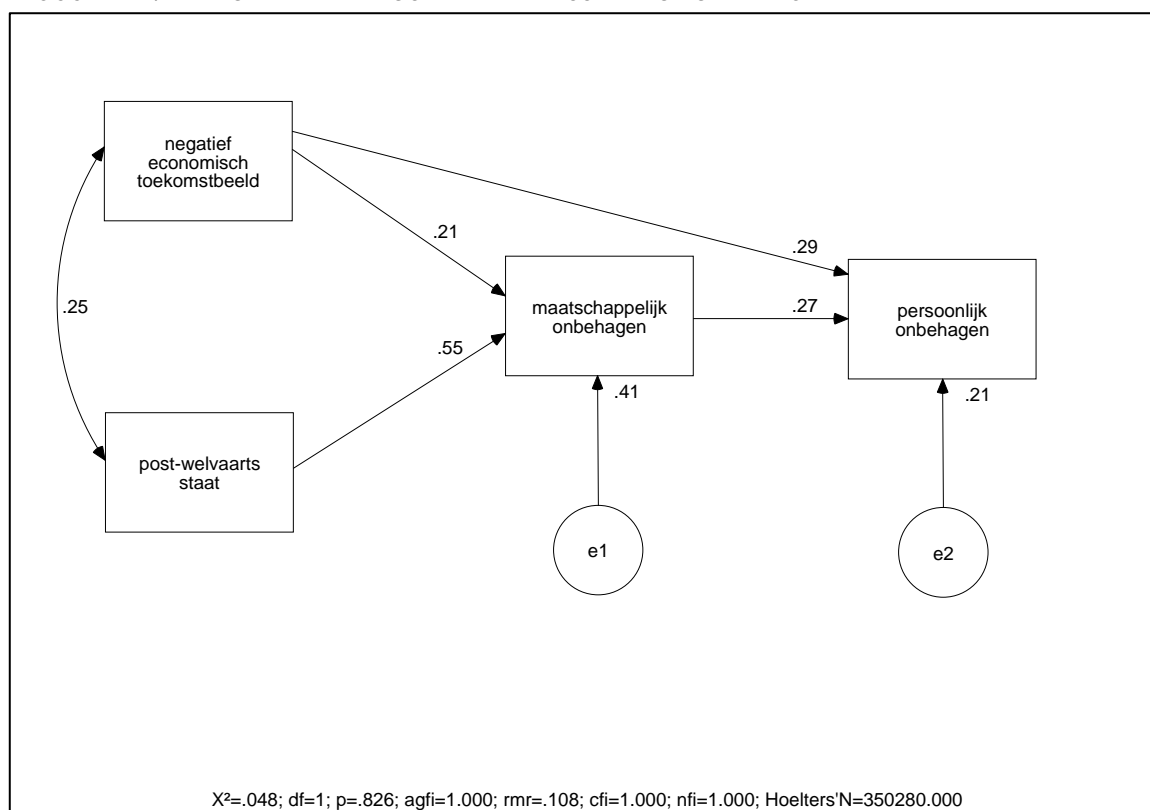 negatief
economisch
toekomstbeeld
.21
.29
.25
maatschappelijk
onbehagen
.27
persoonlijk
onbehagen
.55
.41
.21
post-welvaarts
staat
e1
e2
X²=.048; df=1; p=.826; agfi=1.000; rmr=.108; cfi=1.000; nfi=1.000; Hoelters'N=350280.000